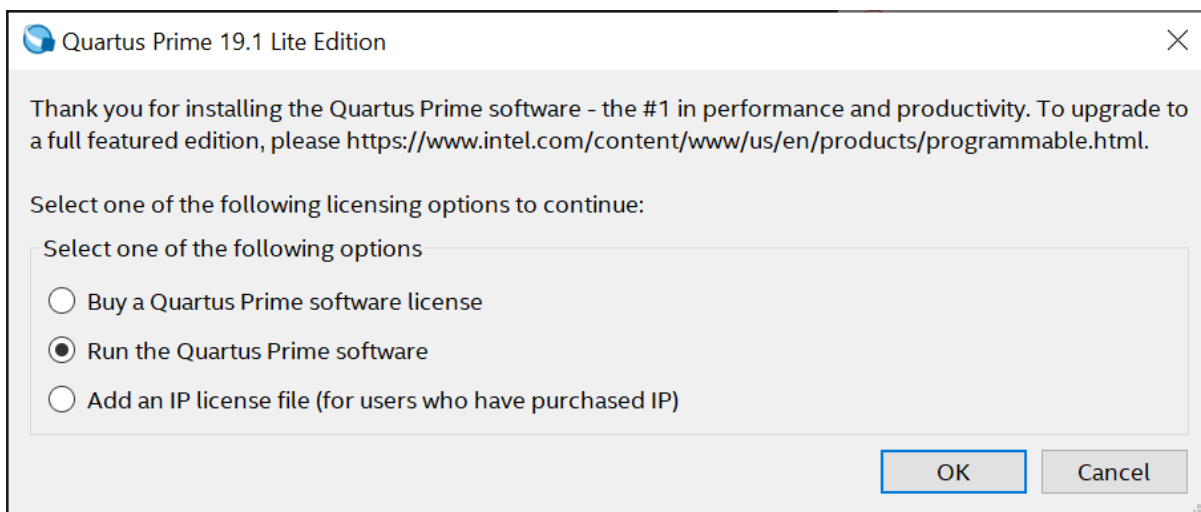 Quartus Prime 19.1 Lite Edition
Thank you for installing the Quartus Prime software - the #1 in performance and productivity. To upgrade to
a full featured edition, please https://www.intel.com/content/www/us/en/products/programmable.html.
Select one of the following licensing options to continue:
Select one of the following options
Buy a Quartus Prime software license
Run the Quartus Prime software
Add an IP license file (for users who have purchased IP)
OK Cancel